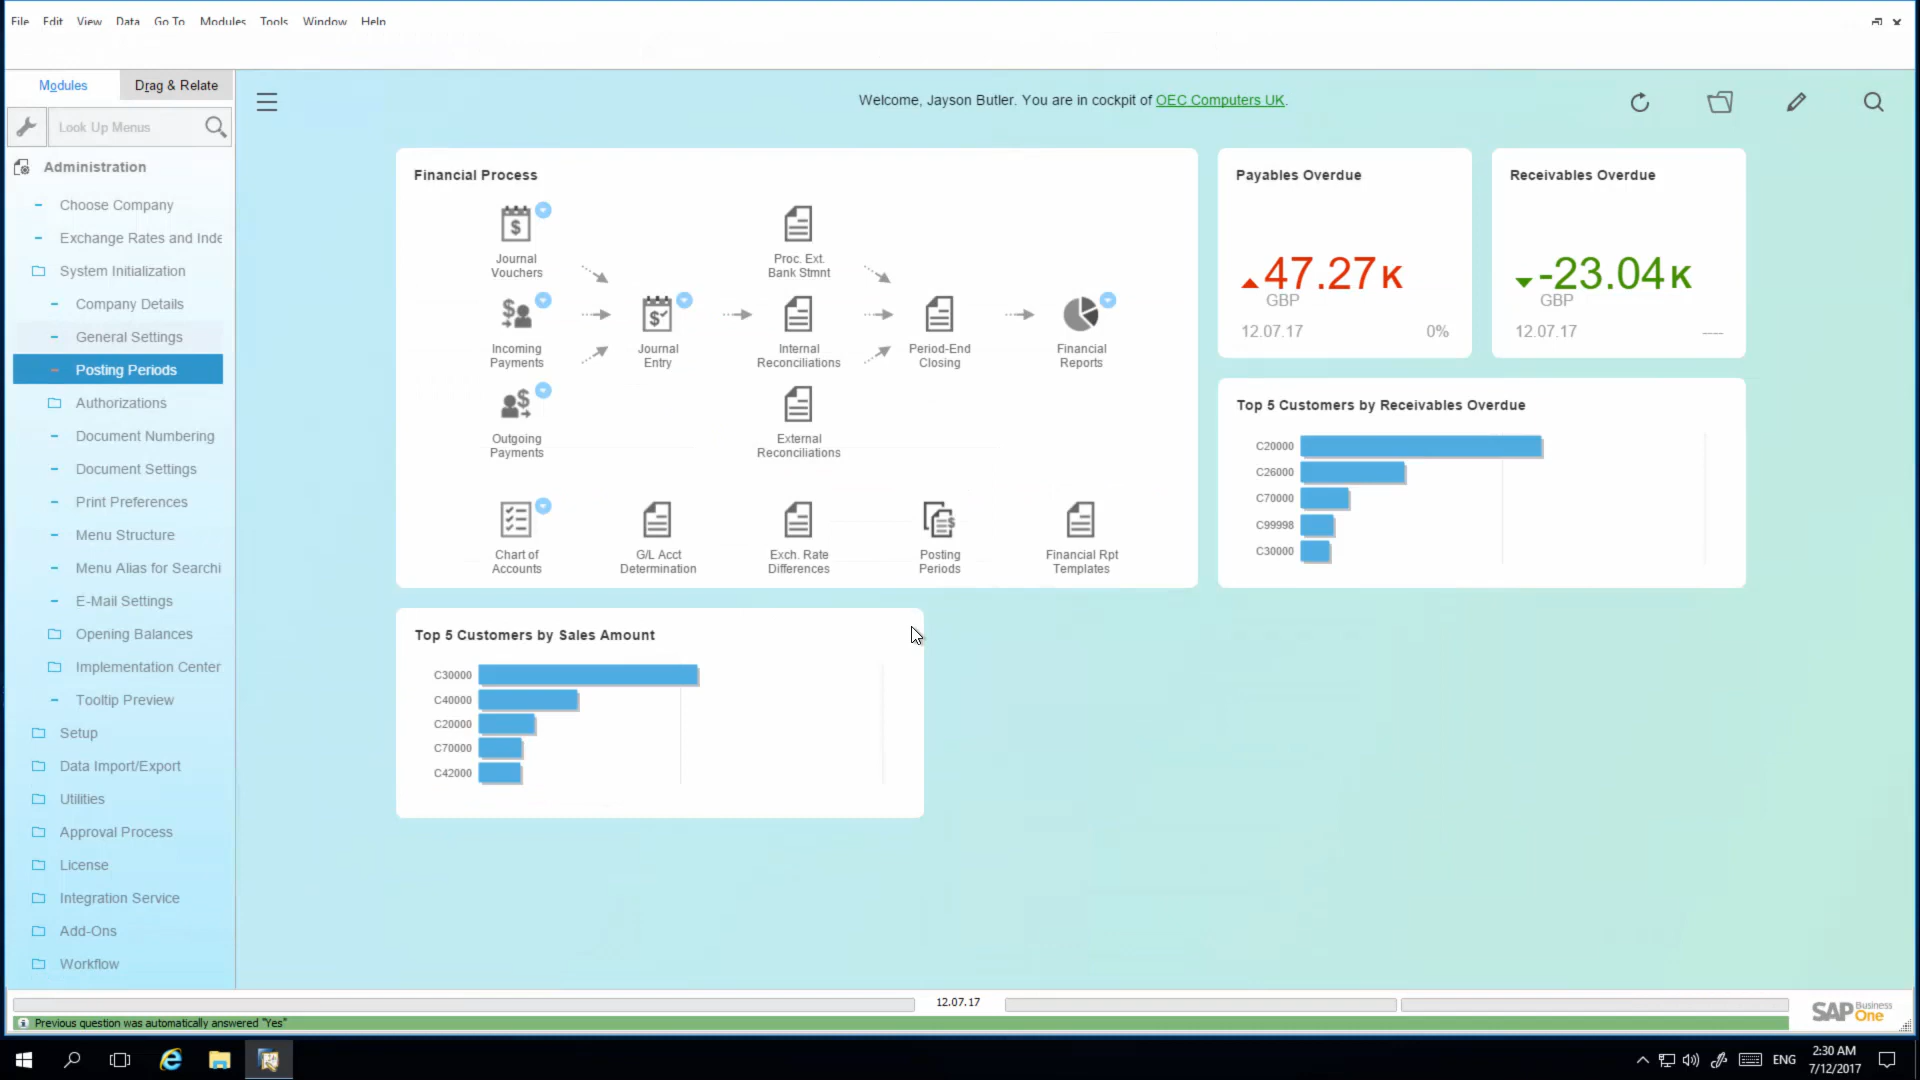 File Edit View Data Go To Modules Tools Window Help
Modules
Drag & Relate
Look Up Menus
Administration
Choose Company
Exchange Rates and Inde
System Initialization
Company Details
General Settings
Posting Periods
Authorizations
Document Numbering
Document Settings
Print Preferences
Menu Structure
Menu Alias for Searchi
E-Mail Settings
Opening Balances
Implementation Center
Tooltip Preview
Setup
Data Import/Export
Utilities
Approval Process
License
Integration Service
Add-Ons
Workflow
Welcome, Jayson Butler. You are in cockpit of OEC Computers UK.
Financial Process
Journal
Vouchers
Proc. Ext.
Bank Stmnt
Incoming
Payments
Journal
Entry
Internal
Reconciliations
Period-End
Closing
Financial
Reports
Outgoing
Payments
External
Reconciliations
Chart of
Accounts
G/L Acct
Determination
Exch. Rate
Differences
Posting
Periods
Financial Rpt
Templates
Payables Overdue
47.27 K
GBP
12.07.17 0%
Receivables Overdue
-23.04 K
GBP
12.07.17 ---
Top 5 Customers by Receivables Overdue
C20000
C26000
C70000
C99998
C30000
Top 5 Customers by Sales Amount
C30000
C40000
C20000
C70000
C42000
12.07.17
Previous question was automatically answered "Yes"
SAP Business One
ENG
2:30 AM
7/12/2017